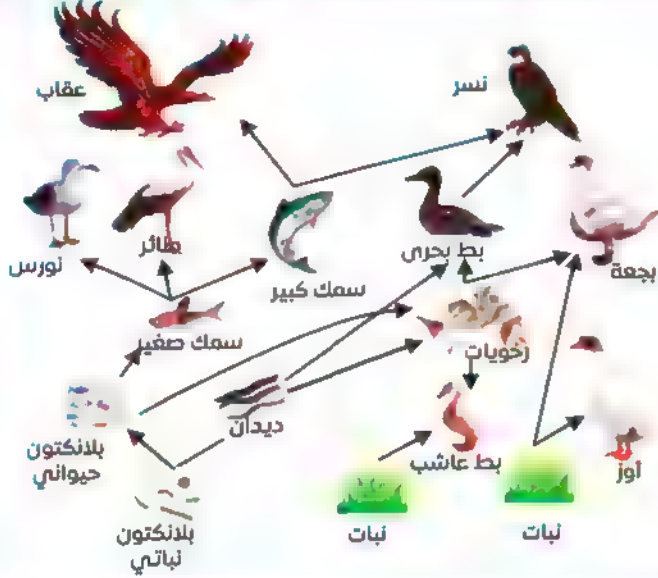 عقاب
نسر
نورس
طائر
سمك كبير
بط بحري
بجعة
سمك صغير
رخويات
بلانكتون
حيواني
ديدان
بط عاشب
أوز
بلانكتون
نباتي
نبات
نبات